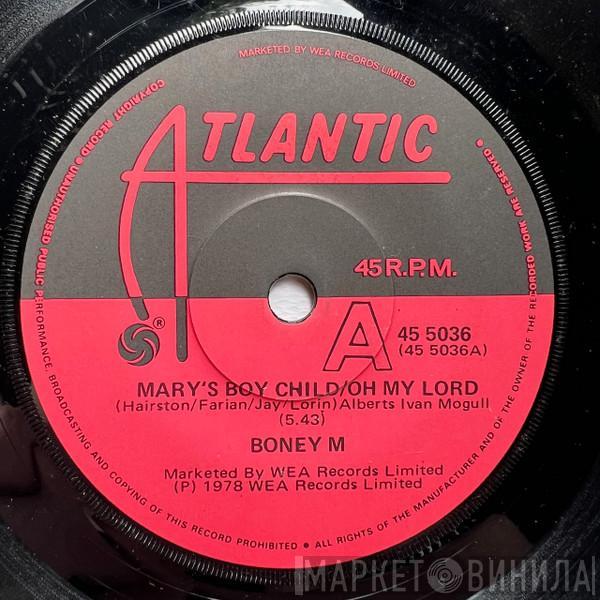 MARKETED BY WEA RECORDS LIMITED
ATLANTIC
45 R.P.M.
®
A
45 5036
(45 5036A)
MARY'S BOY CHILD/OH MY LORD
(Hairston/Farian/Jay/Lorin)Alberts Ivan Mogull
(5.43)
BONEY M
Marketed By WEA Records Limited
(P) 1978 WEA Records Limited
COPYRIGHT RECORD • UNAUTHORISED PUBLIC PERFORMANCE, BROADCASTING AND COPYING OF THIS RECORD PROHIBITED • ALL RIGHTS OF THE MANUFACTURER AND OF THE OWNER OF THE RECORDED WORK ARE RESERVED •
МАРКЕТ ВИНИЛА